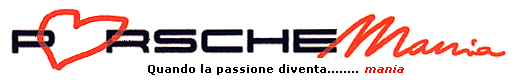 PORSCHE Mania
Quando la passione diventa........ mania